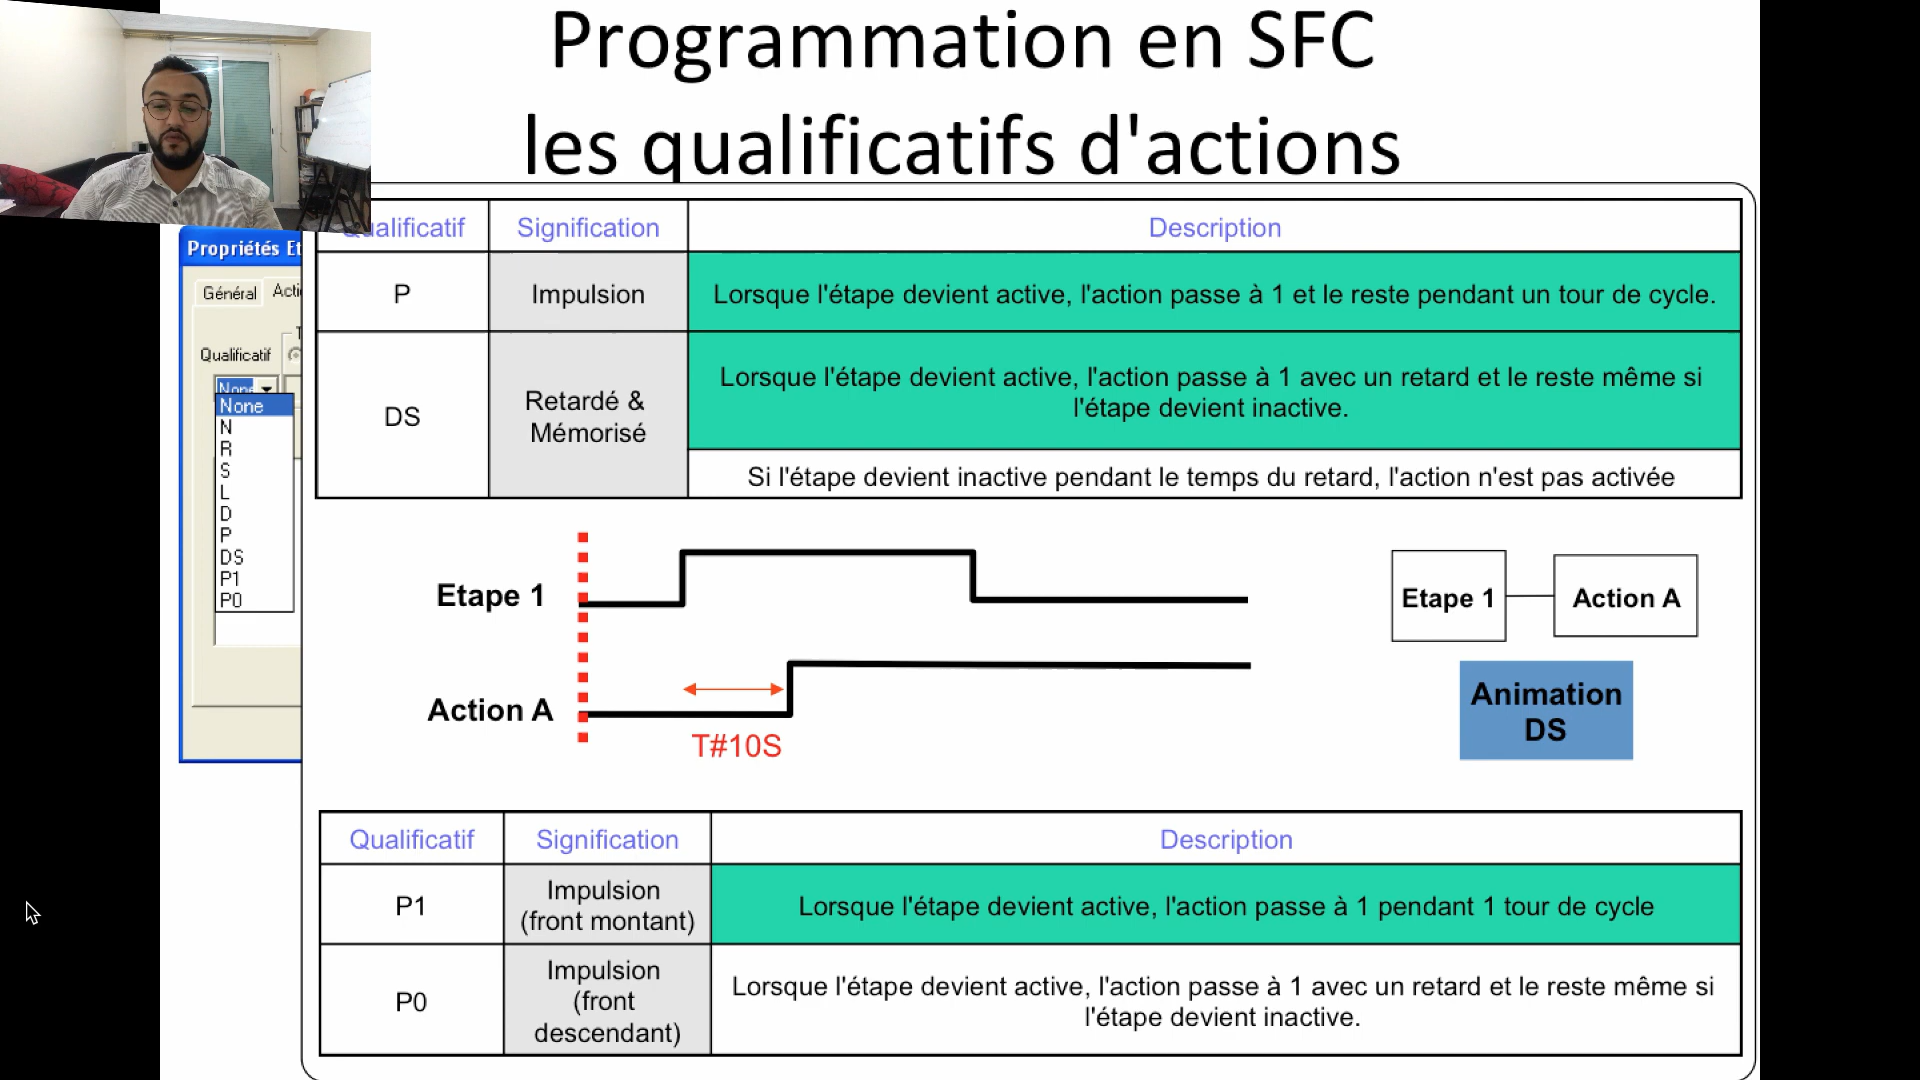 Programmation en SFC
les qualificatifs d'actions
Propriétés Et
Général Acti
Qualificatif
None
None
N
R
S
L
D
P
DS
P1
P0
ualificatif Signification Description
P Impulsion Lorsque l'étape devient active, l'action passe à 1 et le reste pendant un tour de cycle.
DS Retardé &
Mémorisé
Lorsque l'étape devient active, l'action passe à 1 avec un retard et le reste même si
l'étape devient inactive.
Si l'étape devient inactive pendant le temps du retard, l'action n'est pas activée
Etape 1
Action A
T#10S
Etape 1 Action A
Animation
DS
Qualificatif Signification Description
P1 Impulsion
(front montant)
Lorsque l'étape devient active, l'action passe à 1 pendant 1 tour de cycle
P0 Impulsion
(front
descendant)
Lorsque l'étape devient active, l'action passe à 1 avec un retard et le reste même si
l'étape devient inactive.